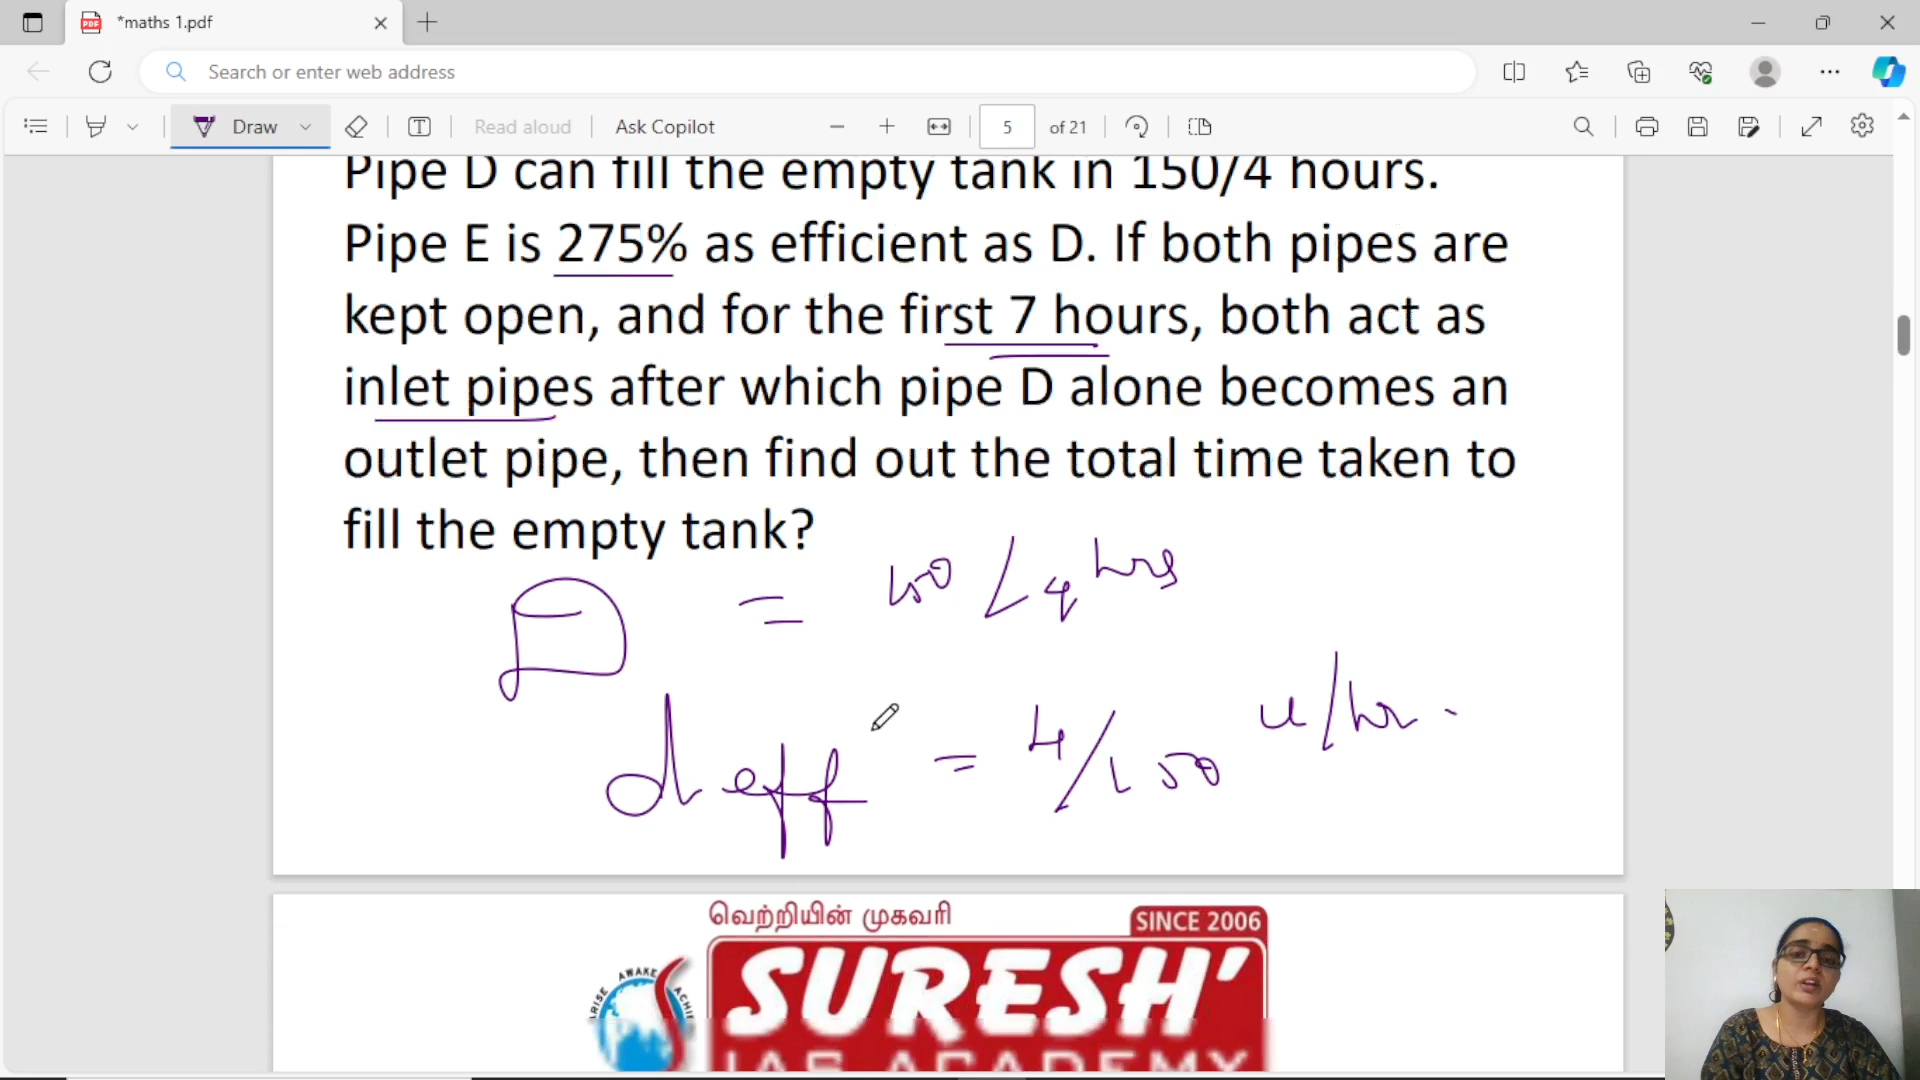 *maths 1.pdf
Search or enter web address
Draw
Read aloud
Ask Copilot
5
of 21
Pipe D can fill the empty tank in 150/4 hours.
Pipe E is 275% as efficient as D. If both pipes are
kept open, and for the first 7 hours, both act as
inlet pipes after which pipe D alone becomes an
outlet pipe, then find out the total time taken to
fill the empty tank?
D = 150/4 hrs
d eff = 4/150 u/hr.
வெற்றியின் முகவரி
SINCE 2006
SURESH'
IAS ACADEMY
ARISE AWAKE